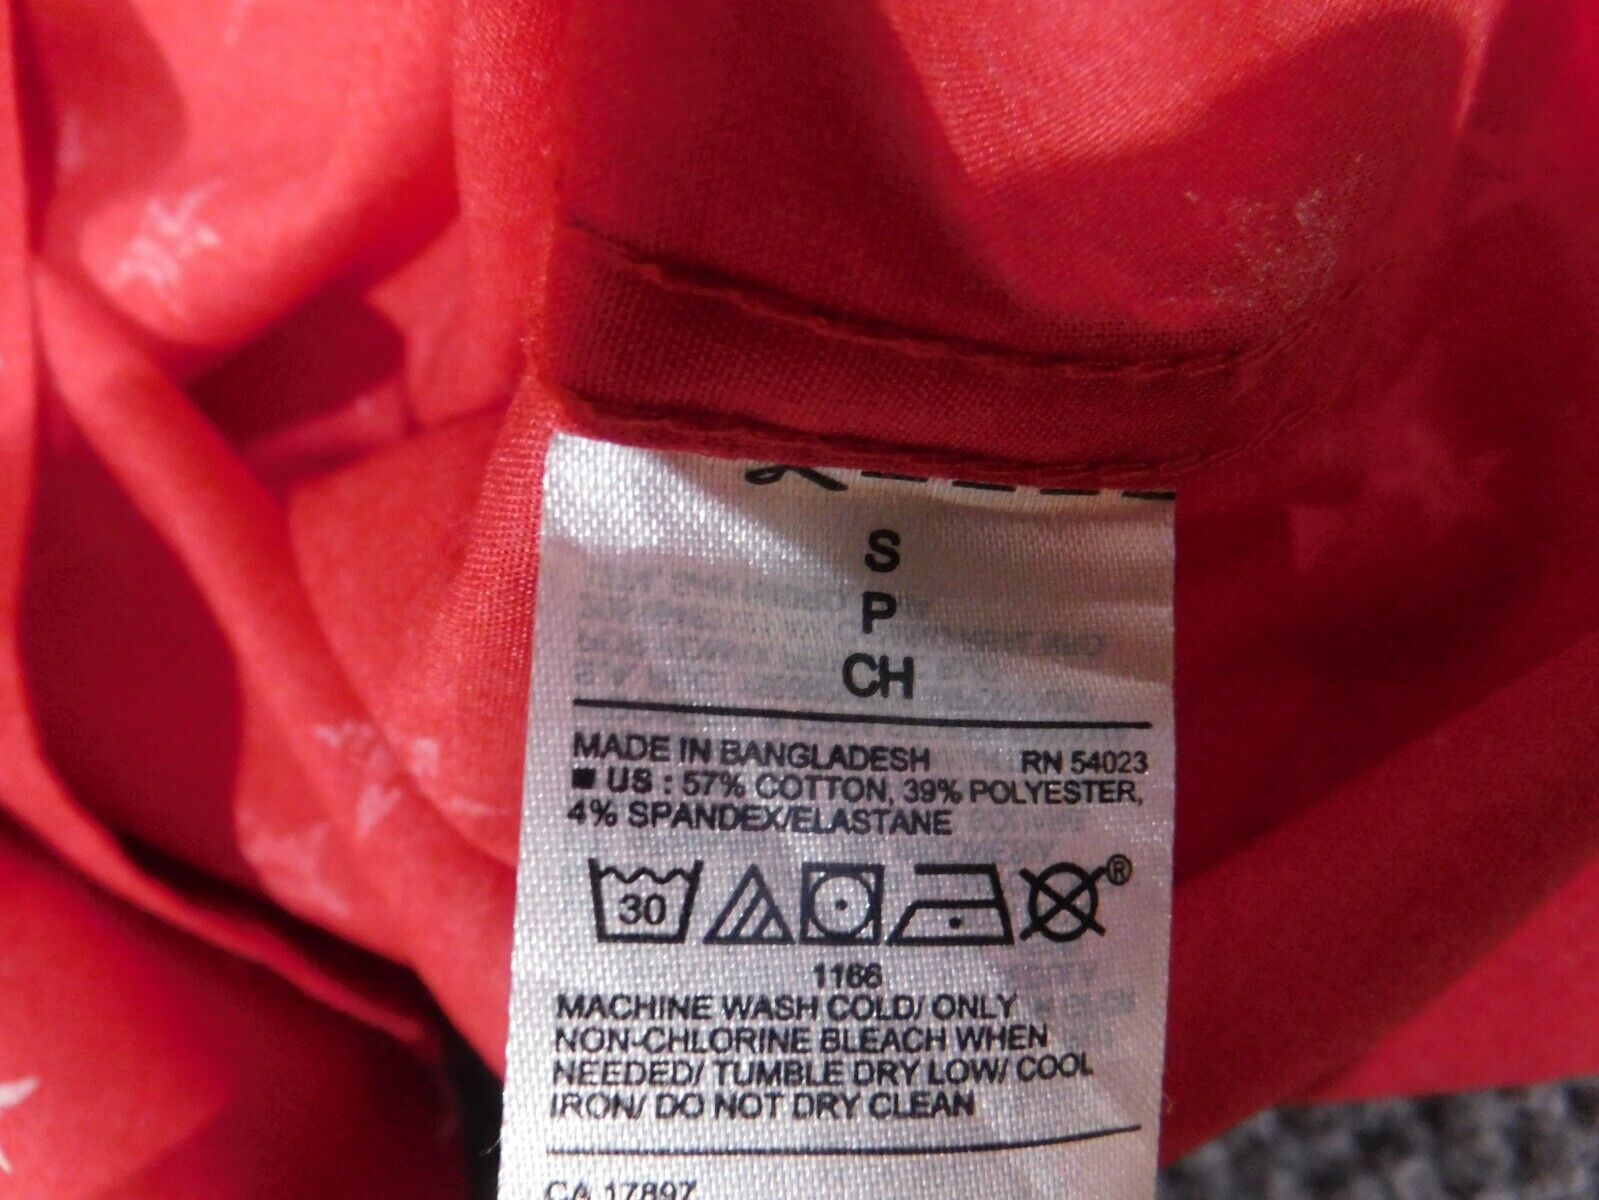 S
P
CH
MADE IN BANGLADESH RN 54023
■ US : 57% COTTON, 39% POLYESTER,
4% SPANDEX/ELASTANE
30 ®
1166
MACHINE WASH COLD/ ONLY
NON-CHLORINE BLEACH WHEN
NEEDED/ TUMBLE DRY LOW/ COOL
IRON/ DO NOT DRY CLEAN
CA 17897